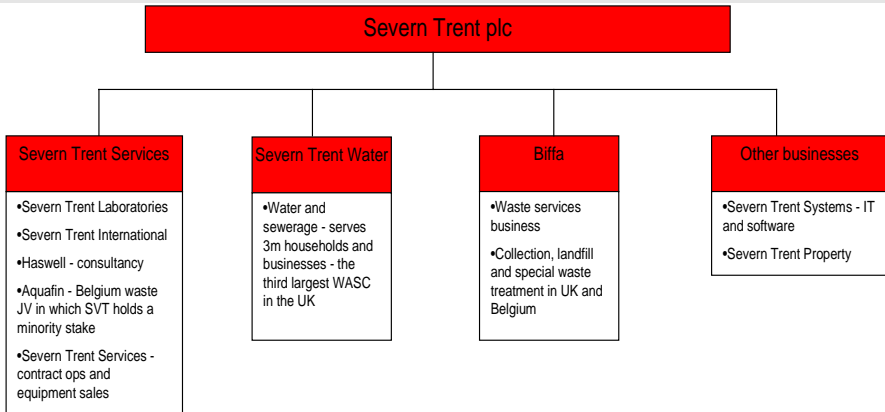 Severn Trent plc
Severn Trent Services
•Severn Trent Laboratories
•Severn Trent International
•Haswell - consultancy
•Aquafin - Belgium waste
JV in which SVT holds a
minority stake
•Severn Trent Services -
contract ops and
equipment sales
Severn Trent Water
•Water and
sewerage - serves
3m households and
businesses - the
third largest WASC
in the UK
Biffa
•Waste services
business
•Collection, landfill
and special waste
treatment in UK and
Belgium
Other businesses
•Severn Trent Systems - IT
and software
•Severn Trent Property